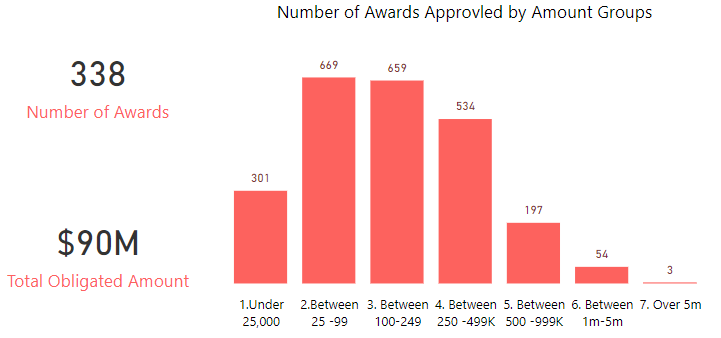 Number of Awards Approvled by Amount Groups
338
Number of Awards
$90M
Total Obligated Amount
301
669
659
534
197
54
3
1.Under
25,000
2.Between
25 -99
3. Between
100-249
4. Between
250 -499K
5. Between
500 -999K
6. Between
1m-5m
7. Over 5m